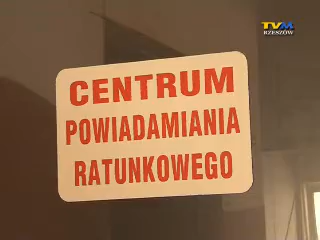 TVM
RZESZÓW
CENTRUM
POWIADAMIANIA
RATUNKOWEGO